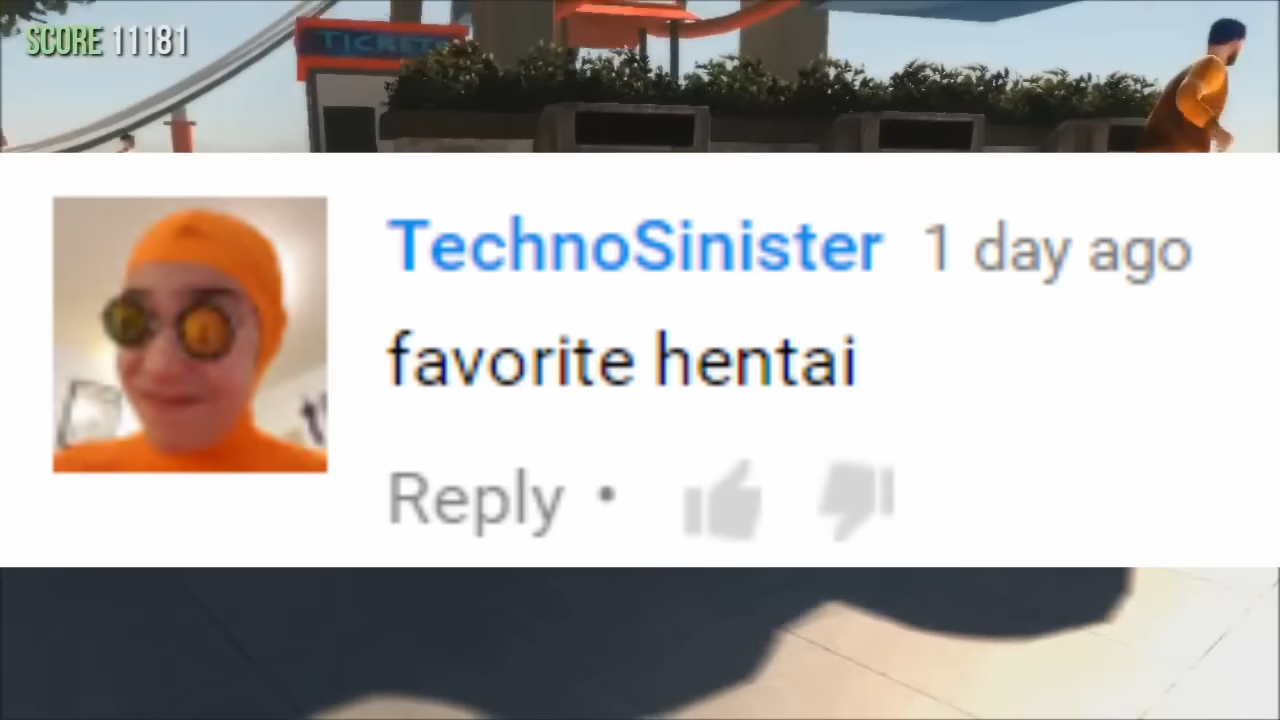 SCORE 11181
TICKETS
TechnoSinister 1 day ago
favorite hentai
Reply •